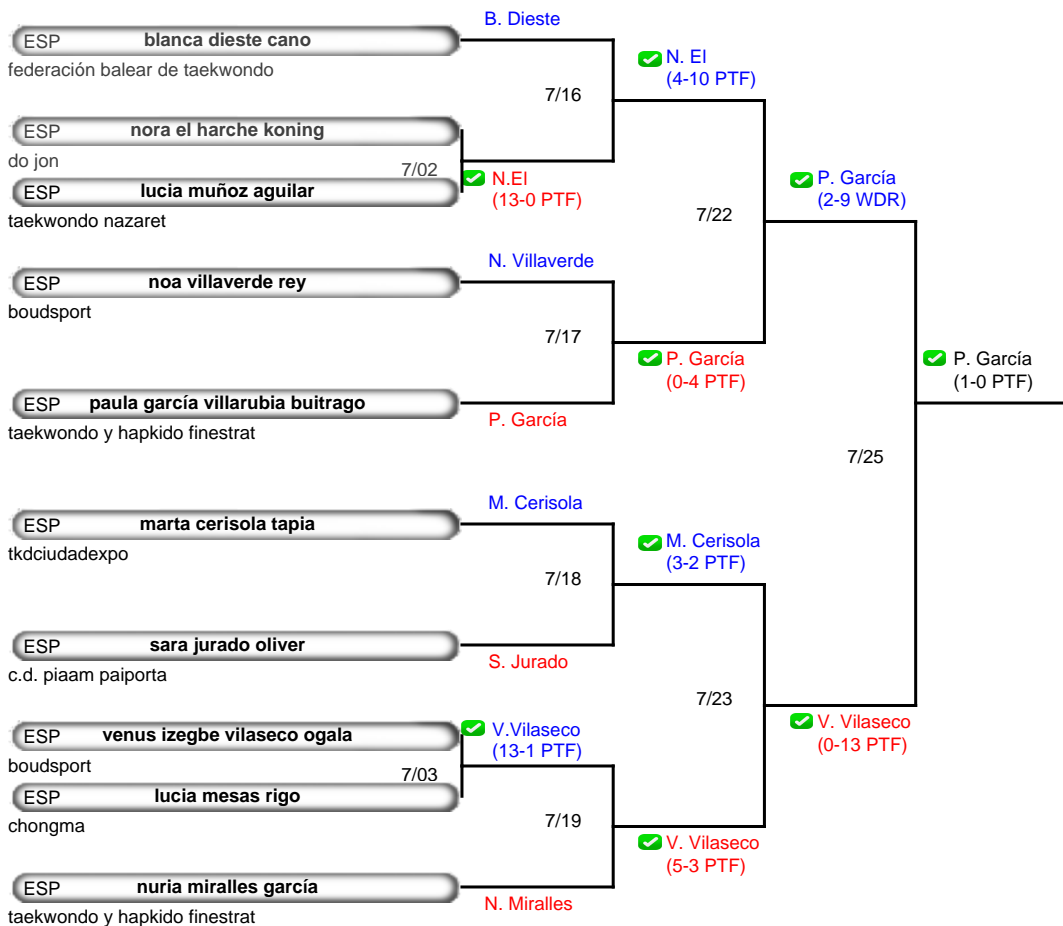 B. Dieste
ESP blanca dieste cano
federación balear de taekwondo
N. El
(4-10 PTF)
7/16
ESP nora el harche koning
do jon
7/02
N.El
(13-0 PTF)
ESP lucia muñoz aguilar
taekwondo nazaret
P. García
(2-9 WDR)
7/22
N. Villaverde
ESP noa villaverde rey
boudsport
7/17
P. García
(0-4 PTF)
P. García
(1-0 PTF)
ESP paula garcía villarubia buitrago
taekwondo y hapkido finestrat
P. García
7/25
M. Cerisola
ESP marta cerisola tapia
tkdciudadexpo
M. Cerisola
(3-2 PTF)
7/18
ESP sara jurado oliver
c.d. piaam paiporta
S. Jurado
7/23
V. Vilaseco
(0-13 PTF)
ESP venus izegbe vilaseco ogala
boudsport
V.Vilaseco
(13-1 PTF)
7/03
ESP lucia mesas rigo
chongma
7/19
V. Vilaseco
(5-3 PTF)
ESP nuria miralles garcía
taekwondo y hapkido finestrat
N. Miralles